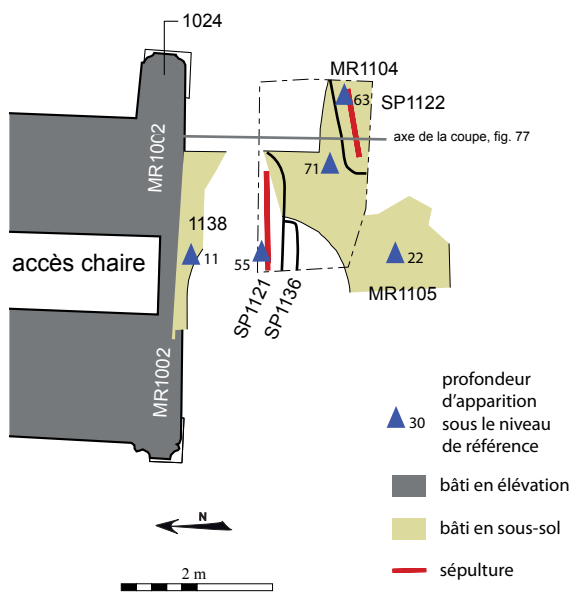 1024
MR1104
63
SP1122
MR1002
axe de la coupe, fig. 77
71
1138
11
accès chaire
55
22
SP1121
SP1136
MR1105
MR1002
profondeur
d'apparition
sous le niveau
de référence
30
bâti en élévation
N
bâti en sous-sol
sépulture
2 m